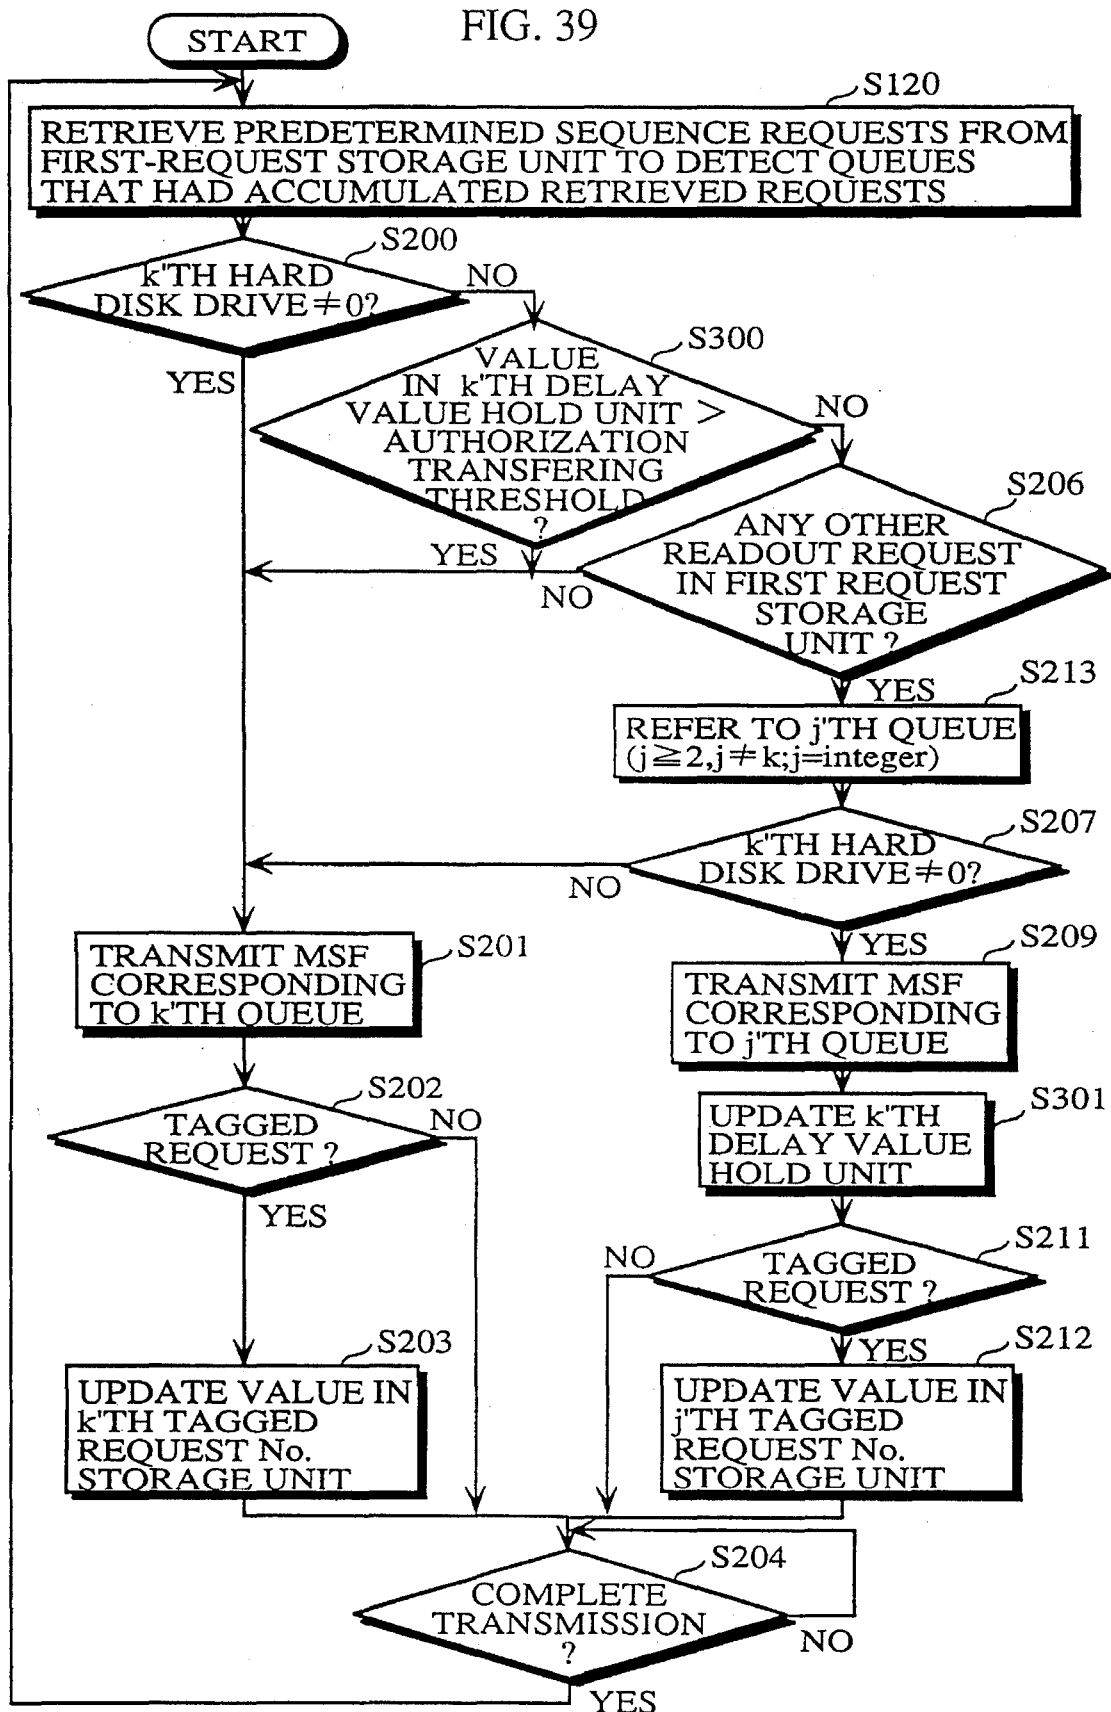 FIG. 39
START
S120
RETRIEVE PREDETERMINED SEQUENCE REQUESTS FROM
FIRST-REQUEST STORAGE UNIT TO DETECT QUEUES
THAT HAD ACCUMULATED RETRIEVED REQUESTS
S200
k'TH HARD
DISK DRIVE≠0?
NO
YES
S300
VALUE
IN k'TH DELAY
VALUE HOLD UNIT >
AUTHORIZATION
TRANSFERING
THRESHOLD
?
NO
YES
S206
ANY OTHER
READOUT REQUEST
IN FIRST REQUEST
STORAGE
UNIT ?
NO
YES
S213
REFER TO j'TH QUEUE
(j≧2,j≠k;j=integer)
S207
k'TH HARD
DISK DRIVE≠0?
NO
YES
S201
TRANSMIT MSF
CORRESPONDING
TO k'TH QUEUE
S209
TRANSMIT MSF
CORRESPONDING
TO j'TH QUEUE
S202
TAGGED
REQUEST ?
NO
YES
S301
UPDATE k'TH
DELAY VALUE
HOLD UNIT
S211
TAGGED
REQUEST ?
NO
YES
S203
UPDATE VALUE IN
k'TH TAGGED
REQUEST No.
STORAGE UNIT
S212
UPDATE VALUE IN
j'TH TAGGED
REQUEST No.
STORAGE UNIT
S204
COMPLETE
TRANSMISSION
?
NO
YES